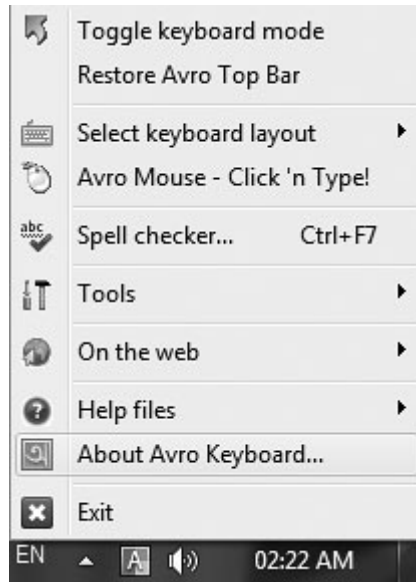 Toggle keyboard mode
Restore Avro Top Bar
Select keyboard layout
Avro Mouse - Click 'n Type!
abc
Spell checker... Ctrl+F7
Tools
On the web
Help files
About Avro Keyboard...
Exit
EN A 02:22 AM